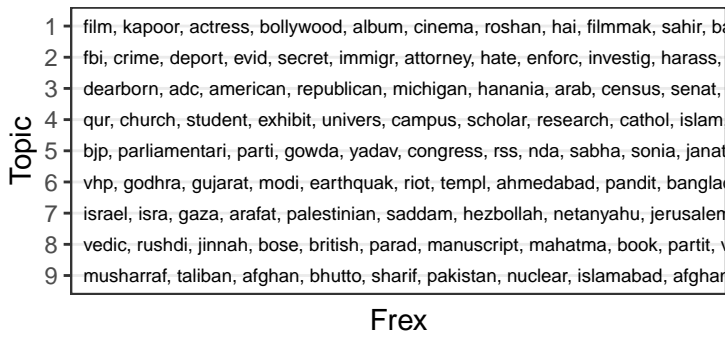 1 film, kapoor, actress, bollywood, album, cinema, roshan, hai, filmmak, sahir,
2 fbi, crime, deport, evid, secret, immigr, attorney, hate, enforc, investig, harass,
3 dearborn, adc, american, republican, michigan, hanania, arab, census, senat,
4 qur, church, student, exhibit, univers, campus, scholar, research, cathol, islam
5 bjp, parliamentari, parti, gowda, yadav, congress, rss, nda, sabha, sonia, janat
6 vhp, godhra, gujarat, modi, earthquak, riot, templ, ahmedabad, pandit,
7 israel, isra, gaza, arafat, palestinian, saddam, hezbollah, netanyahu, jerusalem
8 vedic, rushdi, jinnah, bose, british, parad, manuscript, mahatma, book, partit,
9 musharraf, taliban, afghan, bhutto, sharif, pakistan, nuclear, islamabad,
Topic
Frex